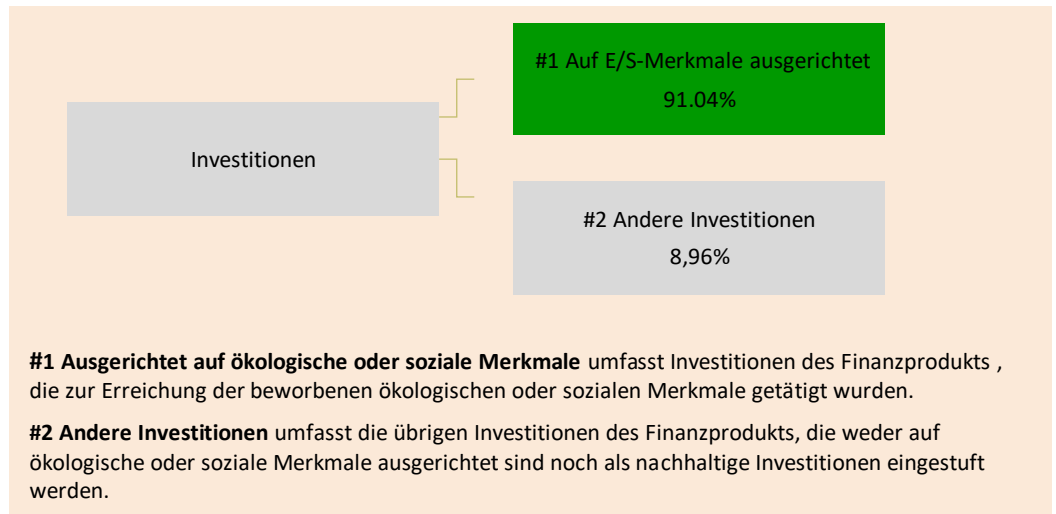 #1 Auf E/S-Merkmale ausgerichtet
91.04%
Investitionen
#2 Andere Investitionen
8,96%
#1 Ausgerichtet auf ökologische oder soziale Merkmale umfasst Investitionen des Finanzprodukts ,
die zur Erreichung der beworbenen ökologischen oder sozialen Merkmale getätigt wurden.
#2 Andere Investitionen umfasst die übrigen Investitionen des Finanzprodukts, die weder auf
ökologische oder soziale Merkmale ausgerichtet sind noch als nachhaltige Investitionen eingestuft
werden.